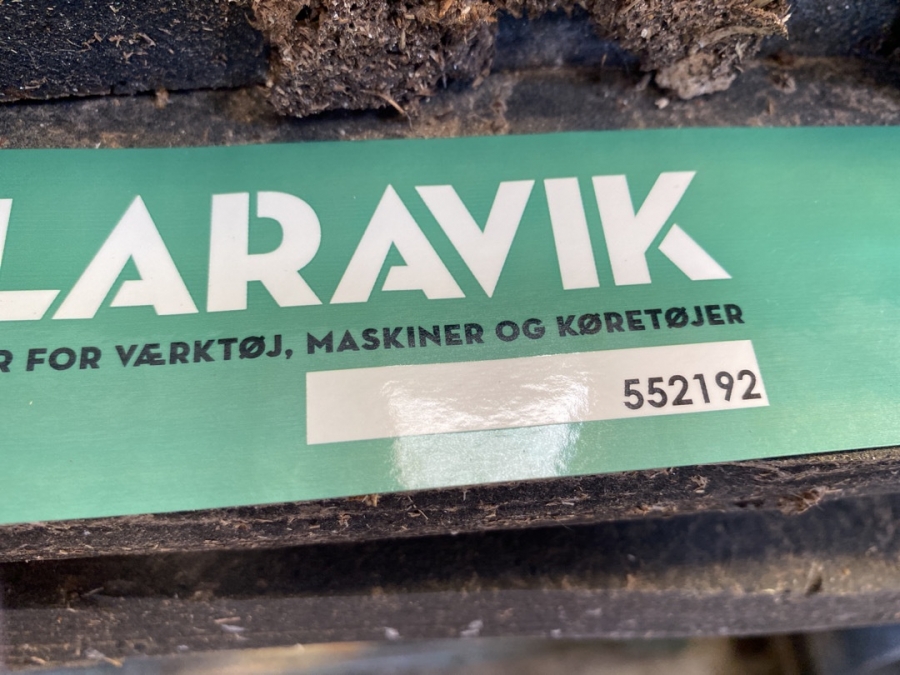 LARAVIK
R FOR VÆRKTØJ, MASKINER OG KØRETØJER
552192